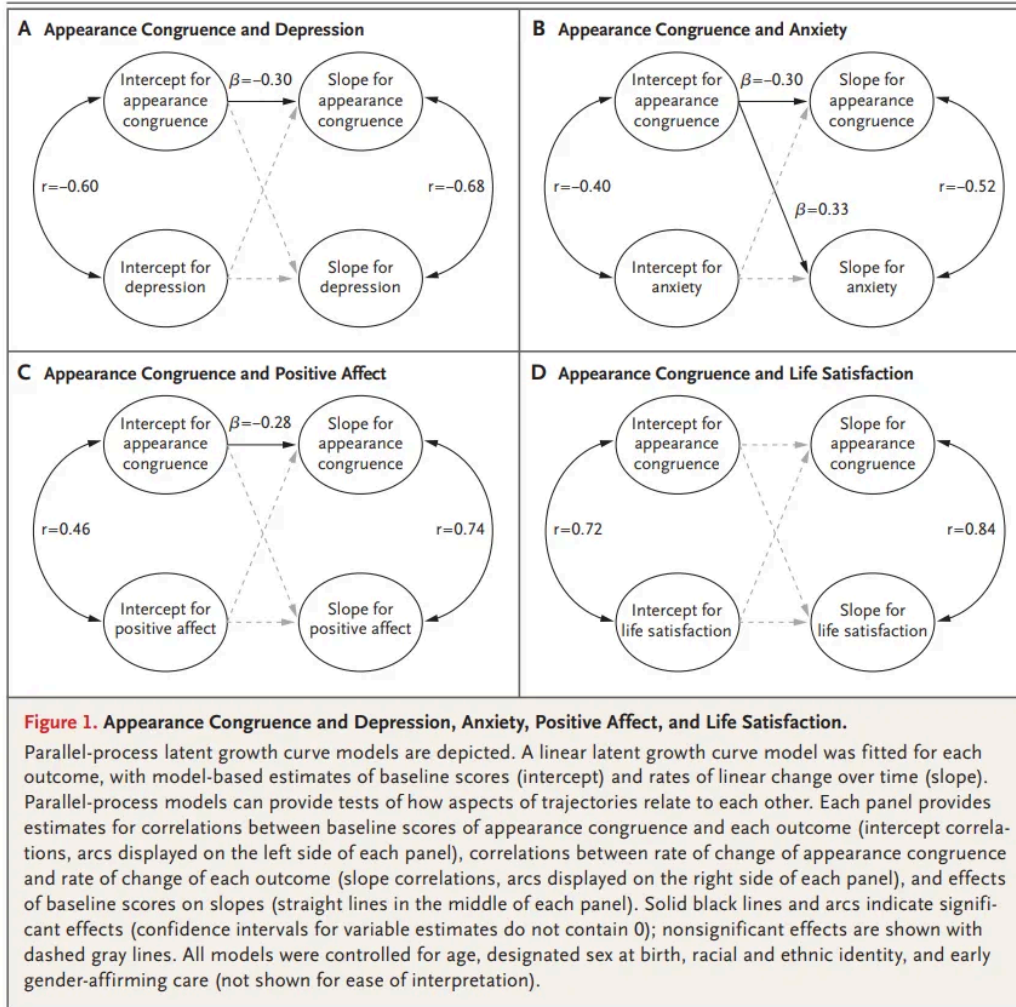 A Appearance Congruence and Depression
Intercept for
appearance
congruence
β=−0.30
Slope for
appearance
congruence
r=−0.60
r=−0.68
Intercept for
depression
Slope for
depression
B Appearance Congruence and Anxiety
Intercept for
appearance
congruence
β=−0.30
Slope for
appearance
congruence
r=−0.40
r=−0.52
β=0.33
Intercept for
anxiety
Slope for
anxiety
C Appearance Congruence and Positive Affect
Intercept for
appearance
congruence
β=−0.28
Slope for
appearance
congruence
r=0.46
r=0.74
Intercept for
positive affect
Slope for
positive affect
D Appearance Congruence and Life Satisfaction
Intercept for
appearance
congruence
Slope for
appearance
congruence
r=0.72
r=0.84
Intercept for
life satisfaction
Slope for
life satisfaction
Figure 1. Appearance Congruence and Depression, Anxiety, Positive Affect, and Life Satisfaction.
Parallel-process latent growth curve models are depicted. A linear latent growth curve model was fitted for each
outcome, with model-based estimates of baseline scores (intercept) and rates of linear change over time (slope).
Parallel-process models can provide tests of how aspects of trajectories relate to each other. Each panel provides
estimates for correlations between baseline scores of appearance congruence and each outcome (intercept correla-
tions, arcs displayed on the left side of each panel), correlations between rate of change of appearance congruence
and rate of change of each outcome (slope correlations, arcs displayed on the right side of each panel), and effects
of baseline scores on slopes (straight lines in the middle of each panel). Solid black lines and arcs indicate signifi-
cant effects (confidence intervals for variable estimates do not contain 0); nonsignificant effects are shown with
dashed gray lines. All models were controlled for age, designated sex at birth, racial and ethnic identity, and early
gender-affirming care (not shown for ease of interpretation).